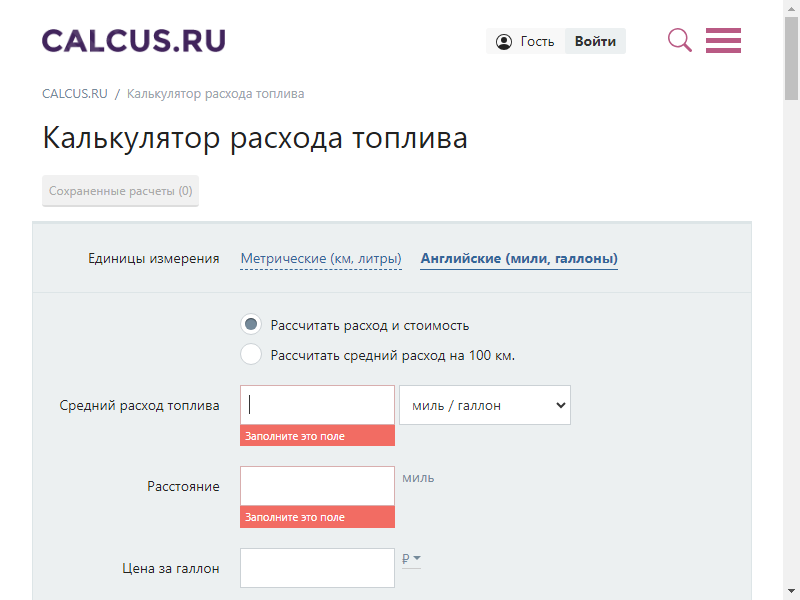 CALCUS.RU
Гость
Войти
CALCUS.RU / Калькулятор расхода топлива
Калькулятор расхода топлива
Сохраненные расчеты (0)
Единицы измерения
Метрические (км, литры)
Английские (мили, галлоны)
Рассчитать расход и стоимость
Рассчитать средний расход на 100 км.
Средний расход топлива
миль / галлон
Заполните это поле
Расстояние
миль
Заполните это поле
Цена за галлон
₽